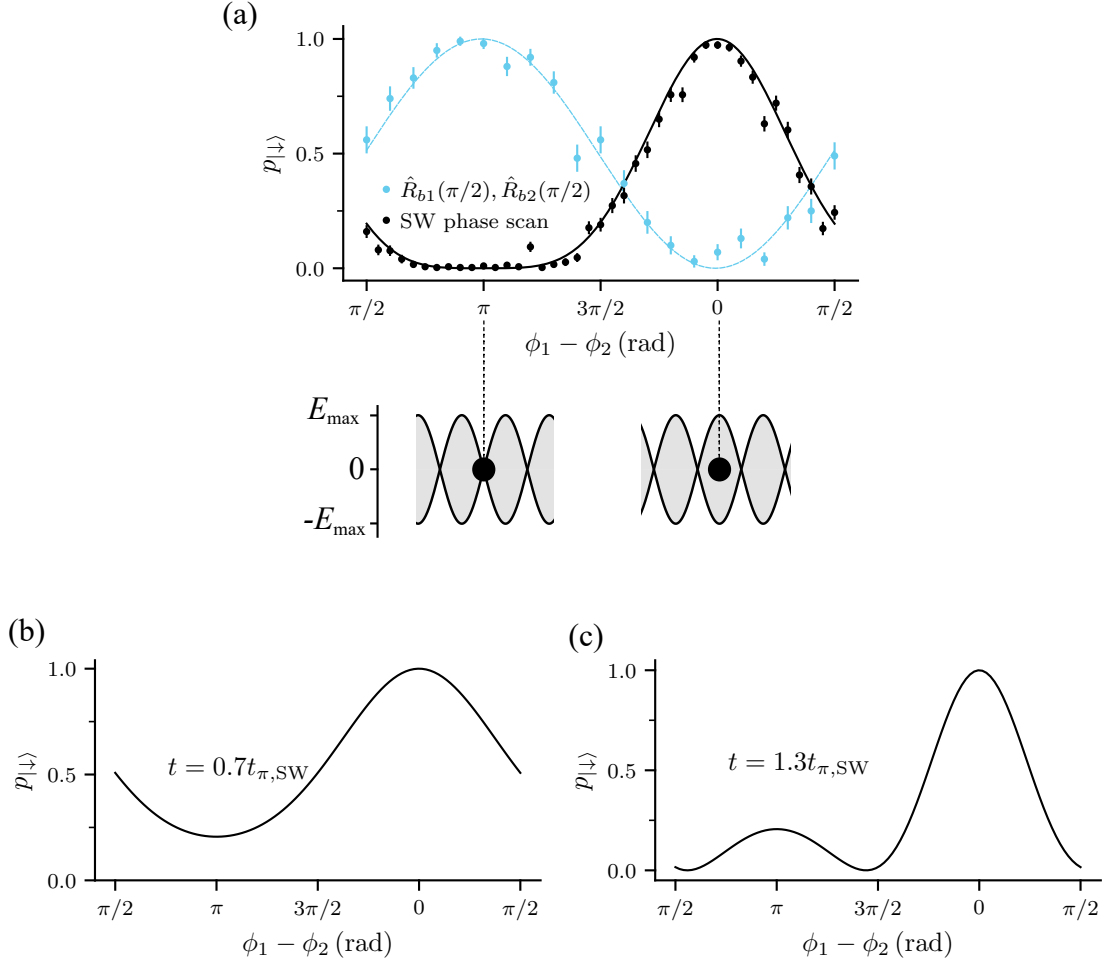 (a)
1.0
0.5
0.0
p|↓⟩
R̂b1(π/2), R̂b2(π/2)
SW phase scan
π/2
π
3π/2
0
π/2
ϕ1 − ϕ2 (rad)
Emax
0
-Emax
(b)
1.0
0.5
0.0
p|↓⟩
t = 0.7tπ,SW
π/2
π
3π/2
0
π/2
ϕ1 − ϕ2 (rad)
(c)
1.0
0.5
0.0
p|↓⟩
t = 1.3tπ,SW
π/2
π
3π/2
0
π/2
ϕ1 − ϕ2 (rad)